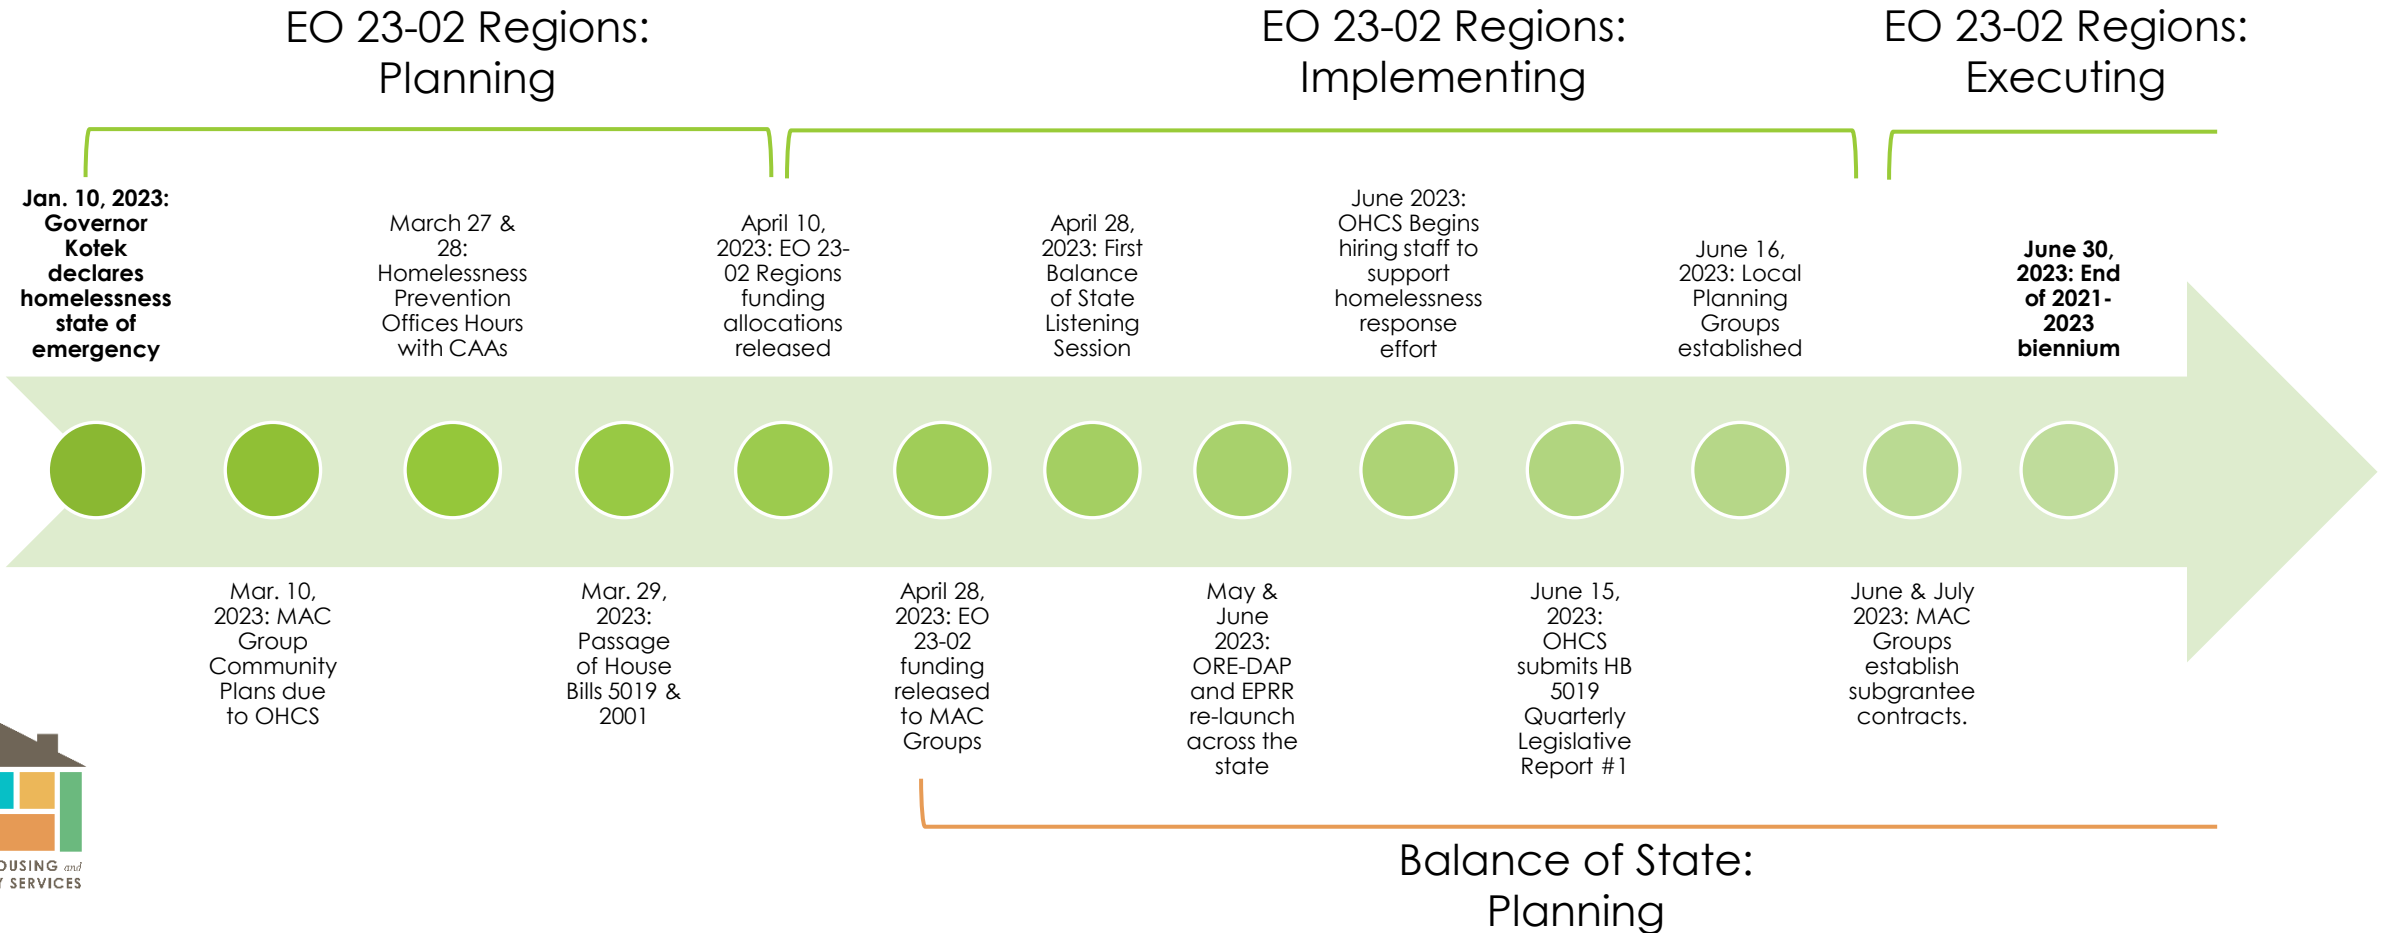 EO 23-02 Regions:
Planning
EO 23-02 Regions:
Implementing
EO 23-02 Regions:
Executing
Jan. 10, 2023:
Governor
Kotek
declares
homelessness
state of
emergency
March 27 &
28:
Homelessness
Prevention
Offices Hours
with CAAs
April 10,
2023: EO 23-
02 Regions
funding
allocations
released
April 28,
2023: First
Balance
of State
Listening
Session
June 2023:
OHCS Begins
hiring staff to
support
homelessness
response
effort
June 16,
2023: Local
Planning
Groups
established
June 30,
2023: End
of 2021-
2023
biennium
Mar. 10,
2023: MAC
Group
Community
Plans due
to OHCS
Mar. 29,
2023:
Passage
of House
Bills 5019 &
2001
April 28,
2023: EO
23-02
funding
released
to MAC
Groups
May &
June
2023:
ORE-DAP
and EPRR
re-launch
across the
state
June 15,
2023:
OHCS
submits HB
5019
Quarterly
Legislative
Report #1
June & July
2023: MAC
Groups
establish
subgrantee
contracts.
Balance of State:
Planning
OUSING and
Y SERVICES